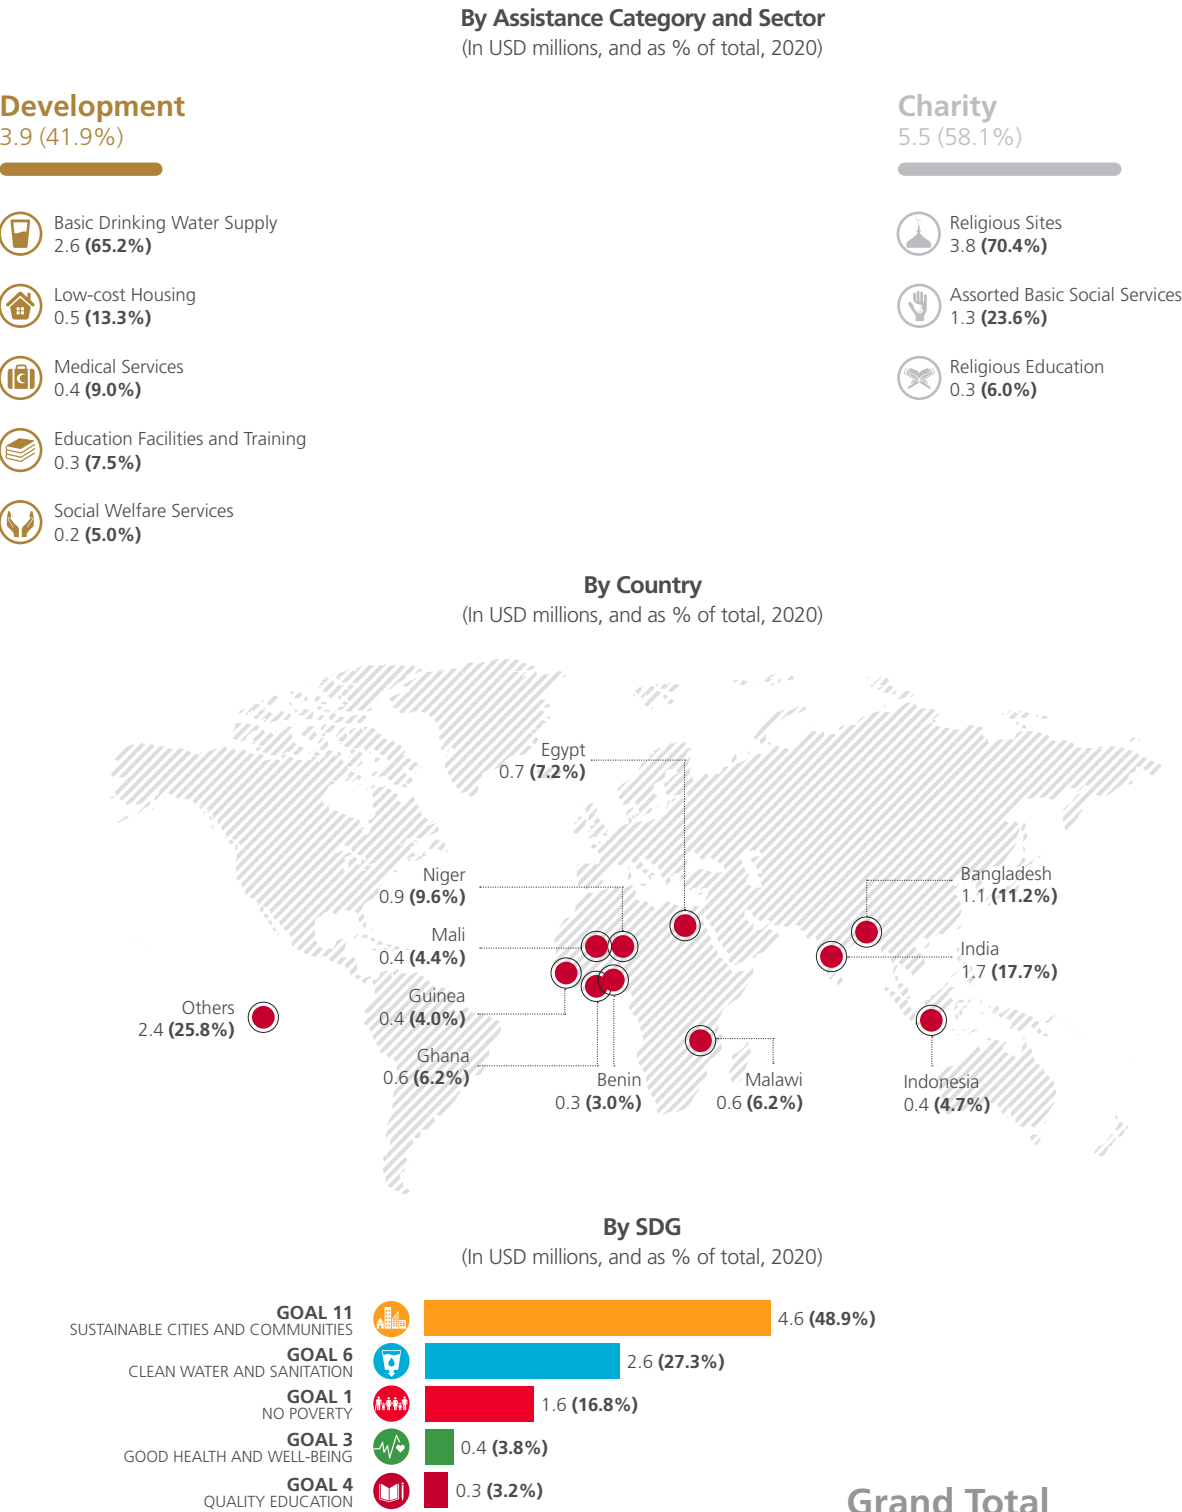 By Assistance Category and Sector
(In USD millions, and as % of total, 2020)
Development
3.9 (41.9%)
Basic Drinking Water Supply
2.6 (65.2%)
Low-cost Housing
0.5 (13.3%)
Medical Services
0.4 (9.0%)
Education Facilities and Training
0.3 (7.5%)
Social Welfare Services
0.2 (5.0%)
Charity
5.5 (58.1%)
Religious Sites
3.8 (70.4%)
Assorted Basic Social Services
1.3 (23.6%)
Religious Education
0.3 (6.0%)
By Country
(In USD millions, and as % of total, 2020)
Egypt
0.7 (7.2%)
Niger
0.9 (9.6%)
Mali
0.4 (4.4%)
Guinea
0.4 (4.0%)
Ghana
0.6 (6.2%)
Others
2.4 (25.8%)
Benin
0.3 (3.0%)
Malawi
0.6 (6.2%)
Bangladesh
1.1 (11.2%)
India
1.7 (17.7%)
Indonesia
0.4 (4.7%)
By SDG
(In USD millions, and as % of total, 2020)
GOAL 11
SUSTAINABLE CITIES AND COMMUNITIES
4.6 (48.9%)
GOAL 6
CLEAN WATER AND SANITATION
2.6 (27.3%)
GOAL 1
NO POVERTY
1.6 (16.8%)
GOAL 3
GOOD HEALTH AND WELL-BEING
0.4 (3.8%)
GOAL 4
QUALITY EDUCATION
0.3 (3.2%)
Grand Total